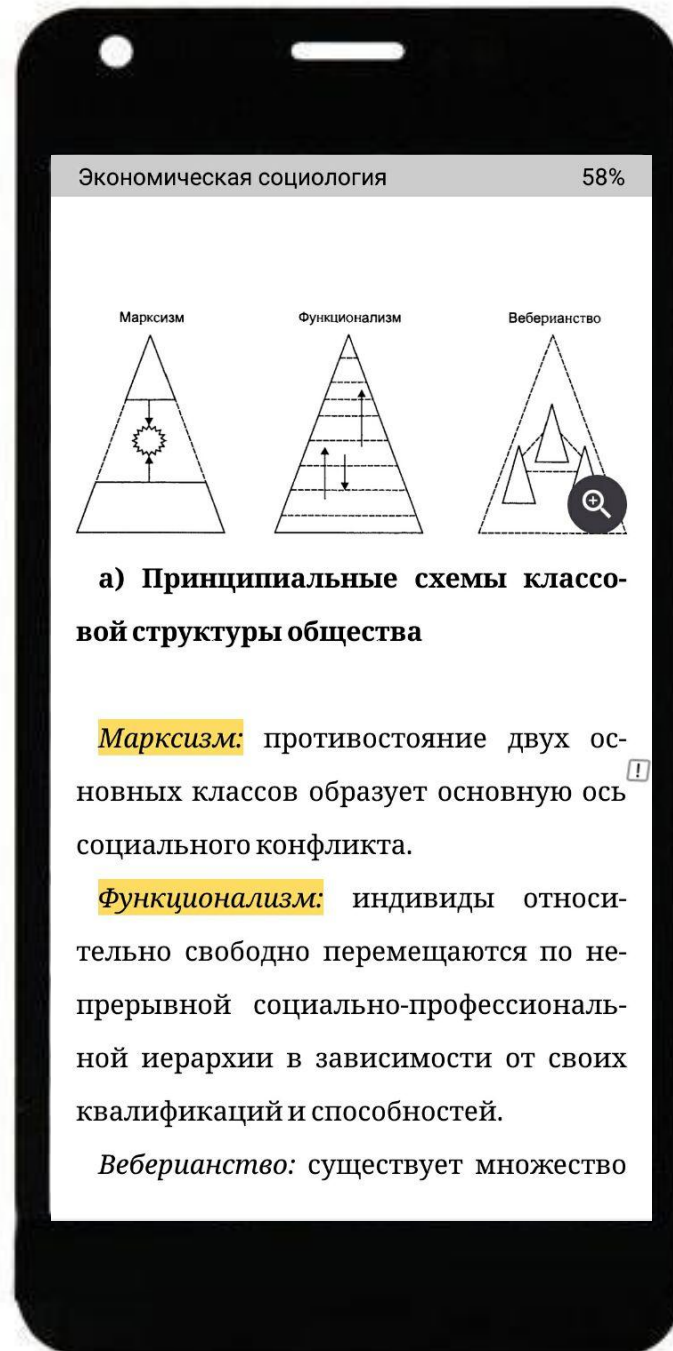 Экономическая социология 58%
Марксизм Функционализм Веберианство
а) Принципиальные схемы классо-
вой структуры общества
Марксизм: противостояние двух ос-
новных классов образует основную ось
социального конфликта.
Функционализм: индивиды относи-
тельно свободно перемещаются по не-
прерывной социально-профессиональ-
ной иерархии в зависимости от своих
квалификаций и способностей.
Веберианство: существует множество